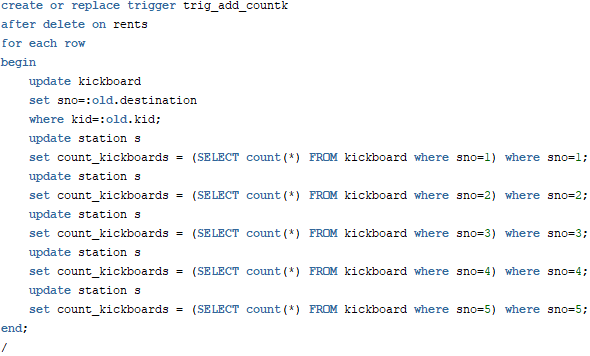 create or replace trigger trig_add_countk
after delete on rents
for each row
begin
    update kickboard
    set sno=:old.destination
    where kid=:old.kid;
    update station s
    set count_kickboards = (SELECT count(*) FROM kickboard where sno=1) where sno=1;
    update station s
    set count_kickboards = (SELECT count(*) FROM kickboard where sno=2) where sno=2;
    update station s
    set count_kickboards = (SELECT count(*) FROM kickboard where sno=3) where sno=3;
    update station s
    set count_kickboards = (SELECT count(*) FROM kickboard where sno=4) where sno=4;
    update station s
    set count_kickboards = (SELECT count(*) FROM kickboard where sno=5) where sno=5;
end;
/